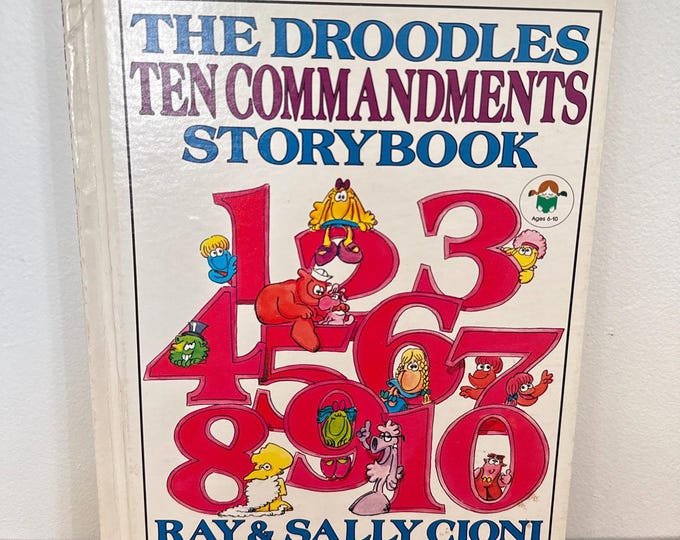 THE DROODLES
TEN COMMANDMENTS
STORYBOOK
Ages 6-10
1 2 3
4 5 6 7
8 9 10
RAY & SALLY CIONI